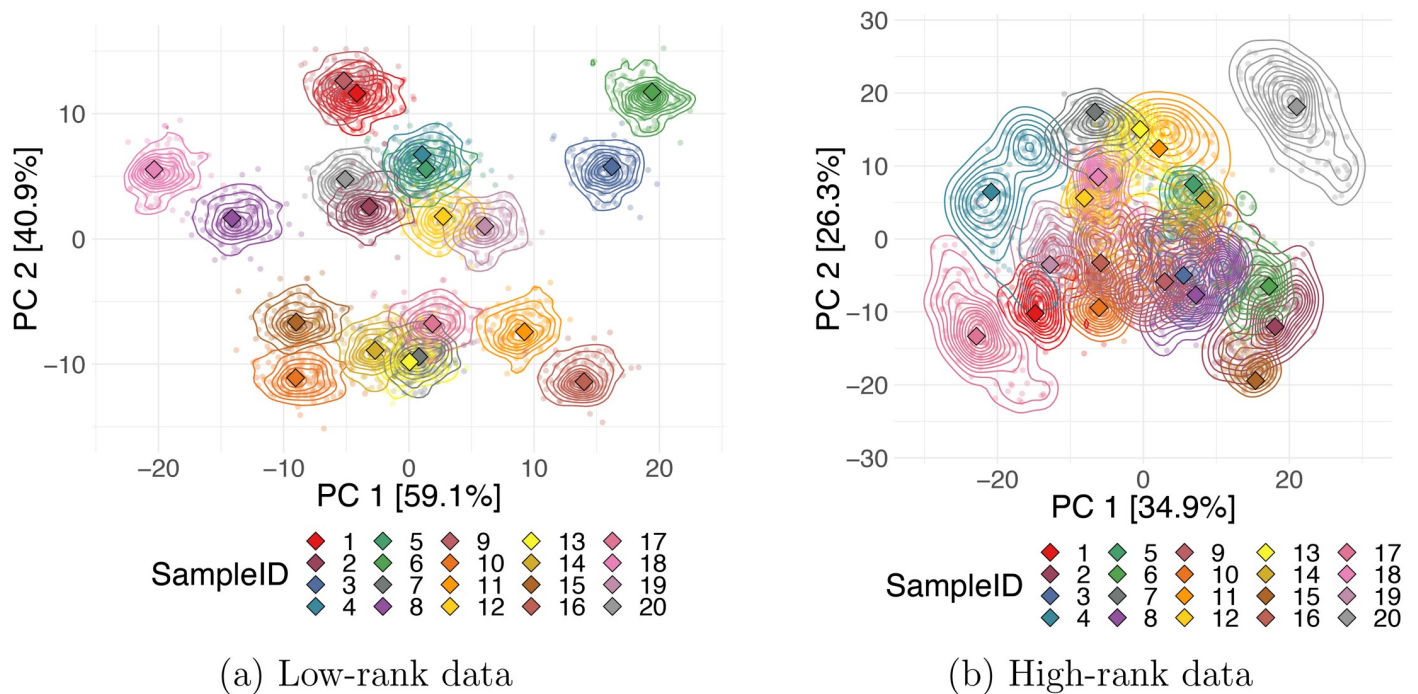 10
0
−10
PC 2 [40.9%]
−20 −10 0 10 20
PC 1 [59.1%]
SampleID
1 5 9 13 17
2 6 10 14 18
3 7 11 15 19
4 8 12 16 20
(a) Low-rank data
30
20
10
0
−10
−20
−30
PC 2 [26.3%]
−20 0 20
PC 1 [34.9%]
SampleID
1 5 9 13 17
2 6 10 14 18
3 7 11 15 19
4 8 12 16 20
(b) High-rank data